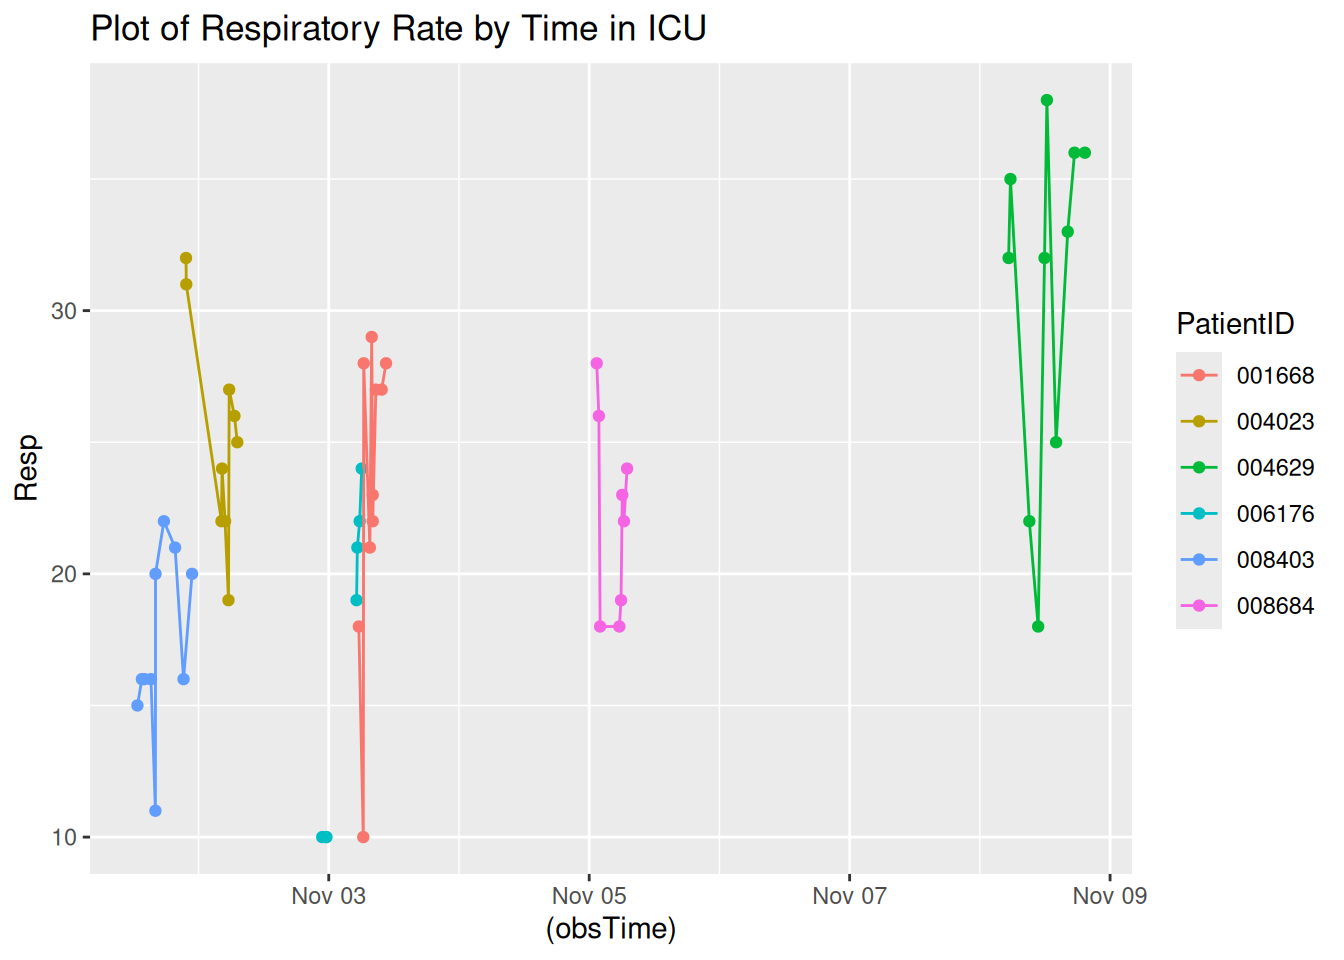 Plot of Respiratory Rate by Time in ICU
Resp
30
20
10
Nov 03
Nov 05
Nov 07
Nov 09
(obsTime)
PatientID
001668
004023
004629
006176
008403
008684